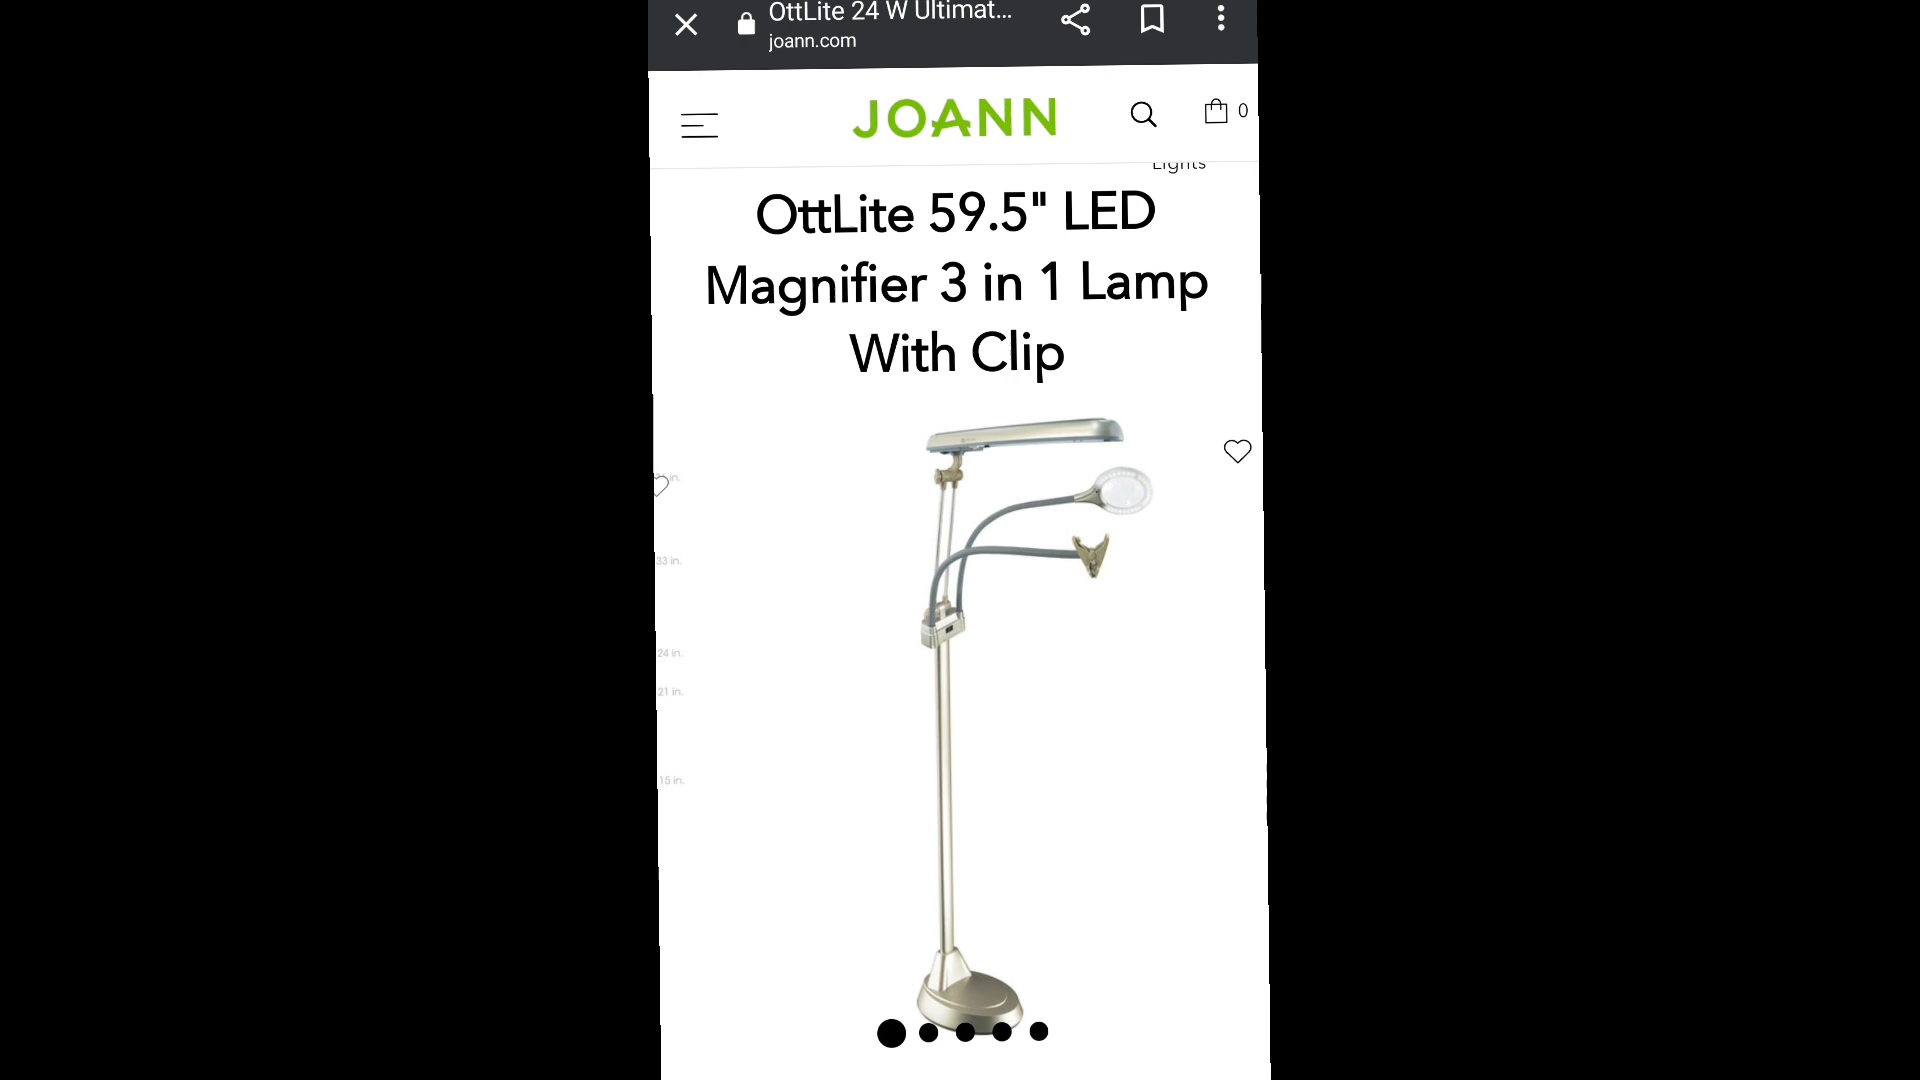 OttLite 24 W Ultimat...
joann.com
JOANN
0
Lights
OttLite 59.5" LED
Magnifier 3 in 1 Lamp
With Clip
33 in.
24 in.
21 in.
15 in.